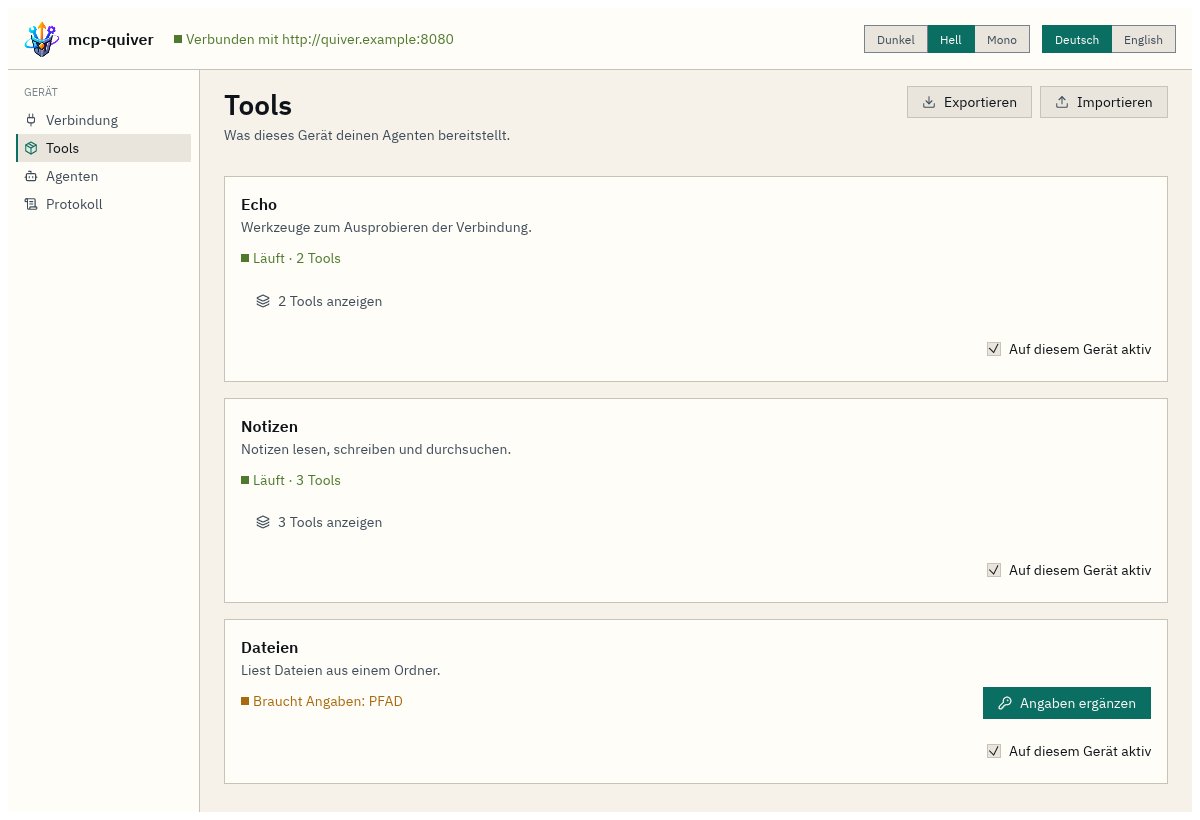 mcp-quiver
Verbunden mit http://quiver.example:8080
Dunkel Hell Mono
Deutsch English
GERÄT
Verbindung
Tools
Agenten
Protokoll
Tools
Was dieses Gerät deinen Agenten bereitstellt.
Exportieren
Importieren
Echo
Werkzeuge zum Ausprobieren der Verbindung.
Läuft · 2 Tools
2 Tools anzeigen
Auf diesem Gerät aktiv
Notizen
Notizen lesen, schreiben und durchsuchen.
Läuft · 3 Tools
3 Tools anzeigen
Auf diesem Gerät aktiv
Dateien
Liest Dateien aus einem Ordner.
Braucht Angaben: PFAD
Angaben ergänzen
Auf diesem Gerät aktiv